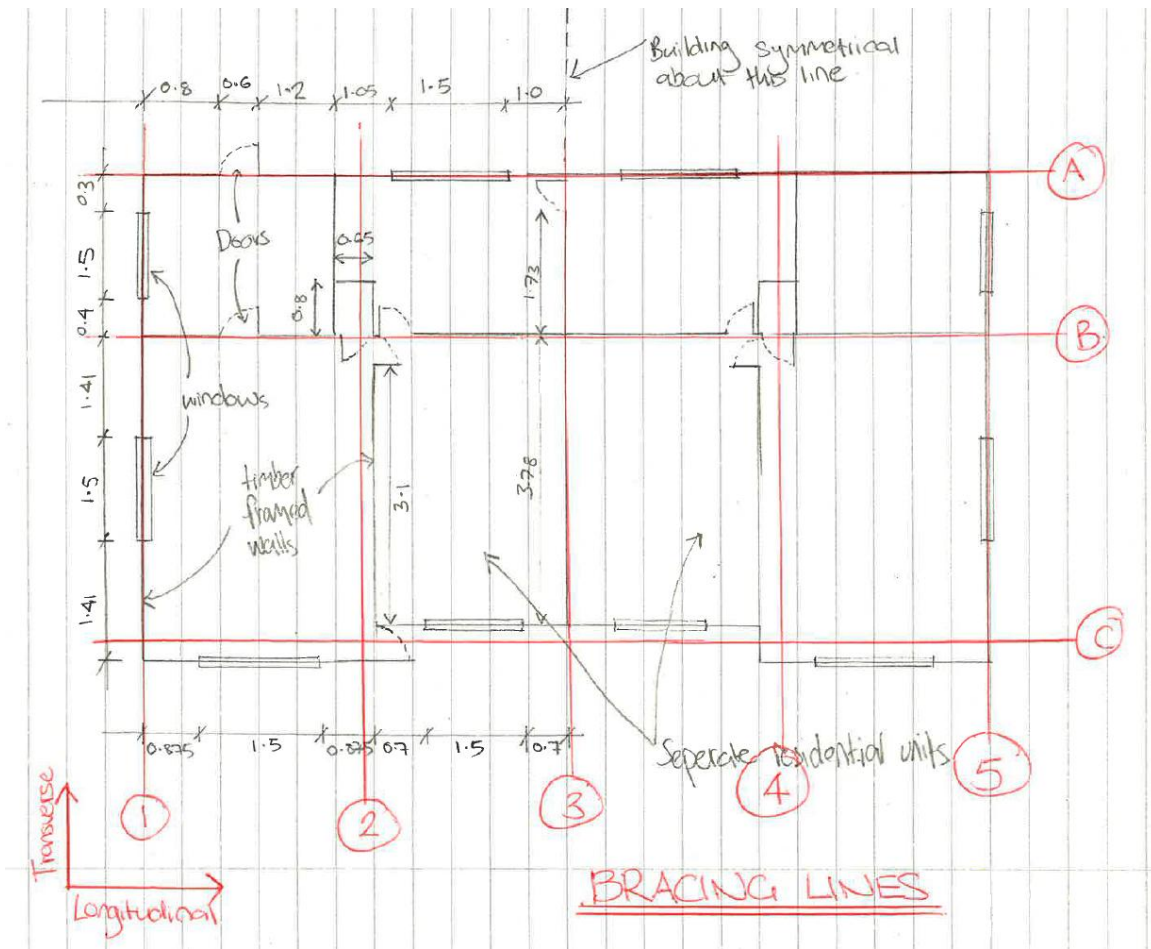 Building symmetrical
about this line
0.8
0.6
1.2
1.05
1.5
1.0
A
0.3
Doors
0.65
1.5
1.73
0.8
0.4
B
1.41
windows
timber
framed
walls
1.5
3.1
3.78
1.41
C
0.875
1.5
0.875
0.7
1.5
0.7
Seperate residential units
1
2
3
4
5
Transverse
Longitudinal
BRACING LINES